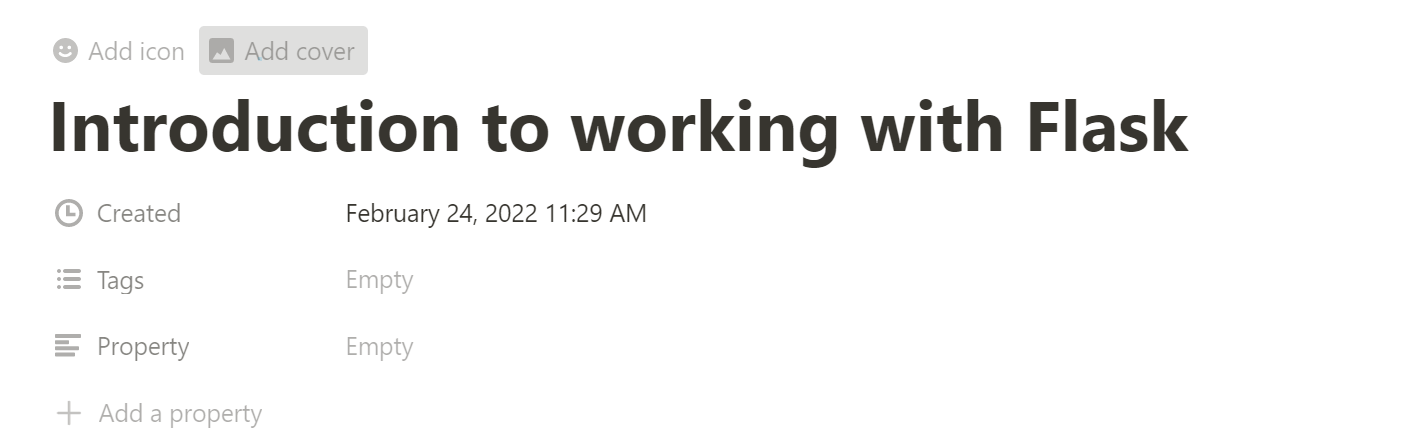 Add icon Add cover
Introduction to working with Flask
Created February 24, 2022 11:29 AM
Tags Empty
Property Empty
Add a property